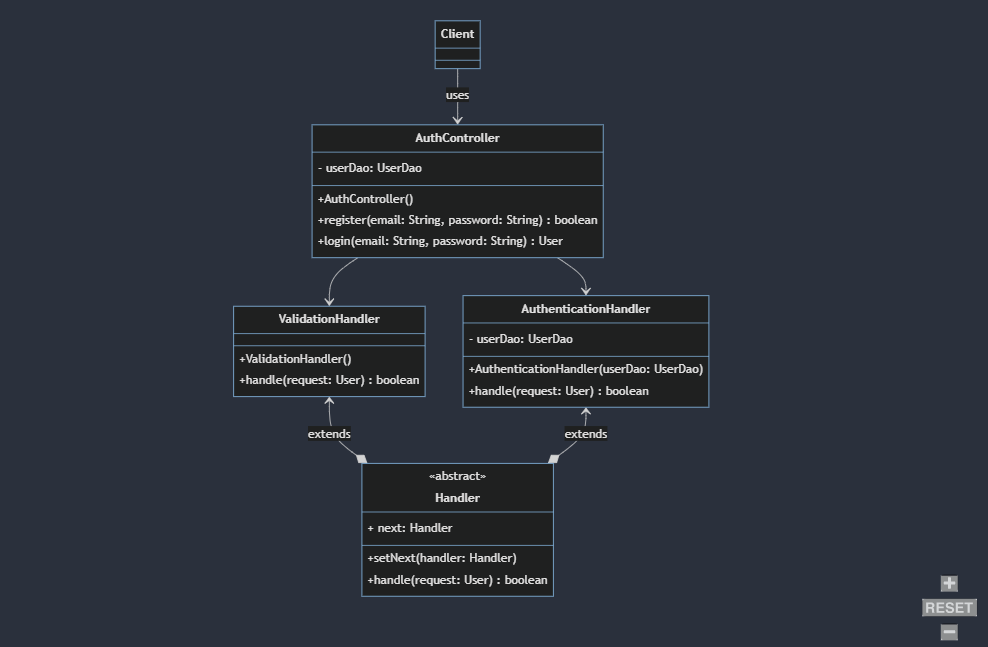 Client
uses
AuthController
- userDao: UserDao
+AuthController()
+register(email: String, password: String) : boolean
+login(email: String, password: String) : User
ValidationHandler
+ValidationHandler()
+handle(request: User) : boolean
AuthenticationHandler
- userDao: UserDao
+AuthenticationHandler(userDao: UserDao)
+handle(request: User) : boolean
extends
extends
«abstract»
Handler
+ next: Handler
+setNext(handler: Handler)
+handle(request: User) : boolean
+
RESET
−